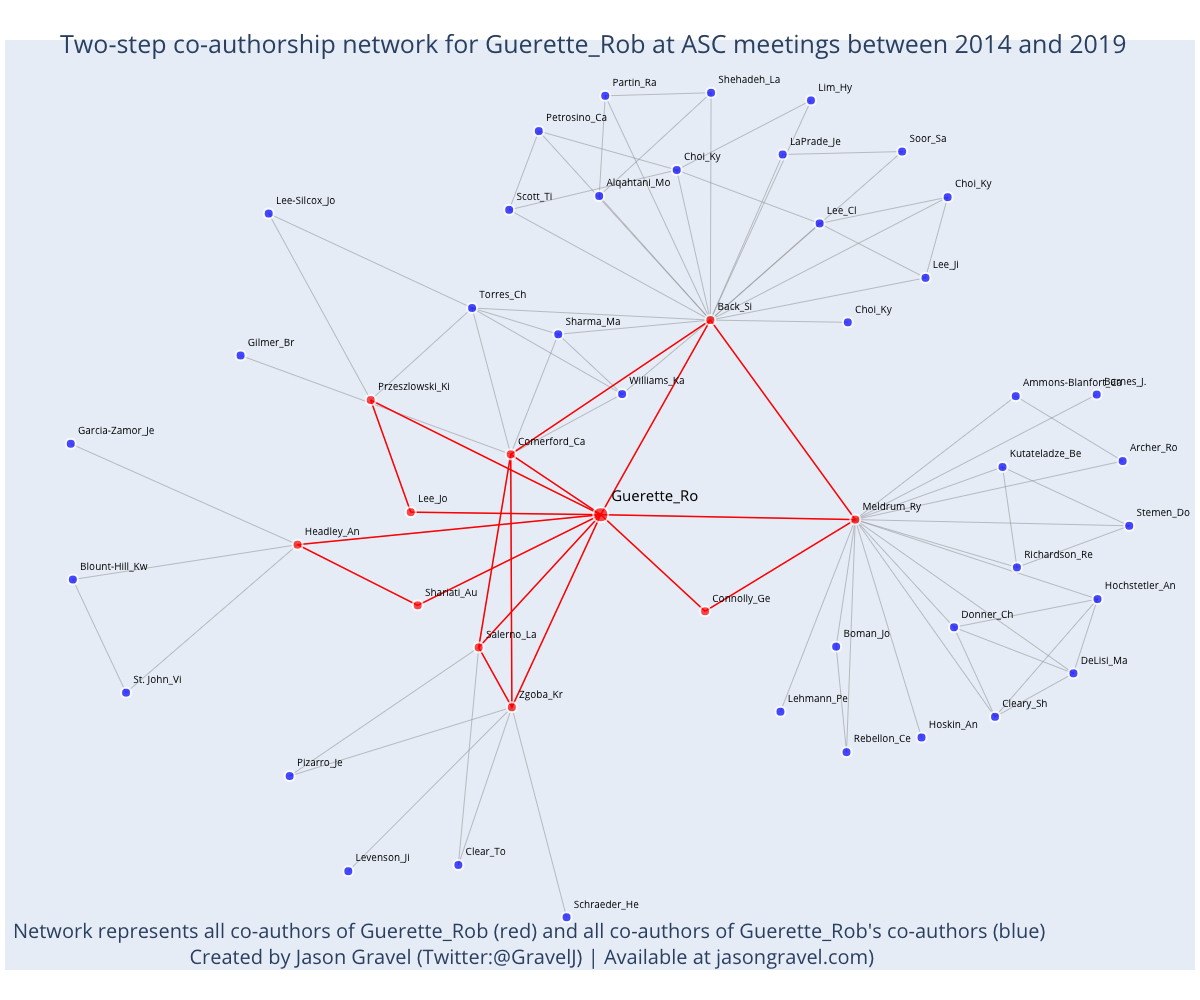 Two-step co-authorship network for Guerette_Rob at ASC meetings between 2014 and 2019
Partin_Ra
Shehadeh_La
Lim_Hy
Petrosino_Ca
LaPrade_Je
Soor_Sa
Choi_Ky
Alqahtani_Mo
Choi_Ky
Scott_Ti
Lee-Silcox_Jo
Lee_Cl
Lee_Ji
Torres_Ch
Back_Si
Choi_Ky
Sharma_Ma
Gilmer_Br
Williams_Ka
Przeszlowski_Ki
Ammons-Blanfort_Ca
Barnes_J.
Garcia-Zamor_Je
Comerford_Ca
Archer_Ro
Kutateladze_Be
Lee_Jo
Guerette_Ro
Meldrum_Ry
Stemen_Do
Headley_An
Richardson_Re
Blount-Hill_Kw
Hochstetler_An
Shariati_Au
Connolly_Ge
Donner_Ch
Salerno_La
Boman_Jo
DeLisi_Ma
St. John_Vi
Zgoba_Kr
Lehmann_Pe
Cleary_Sh
Hoskin_An
Rebellon_Ce
Pizarro_Je
Levenson_Ji
Clear_To
Schraeder_He
Network represents all co-authors of Guerette_Rob (red) and all co-authors of Guerette_Rob's co-authors (blue)
Created by Jason Gravel (Twitter:@GravelJ) | Available at jasongravel.com)